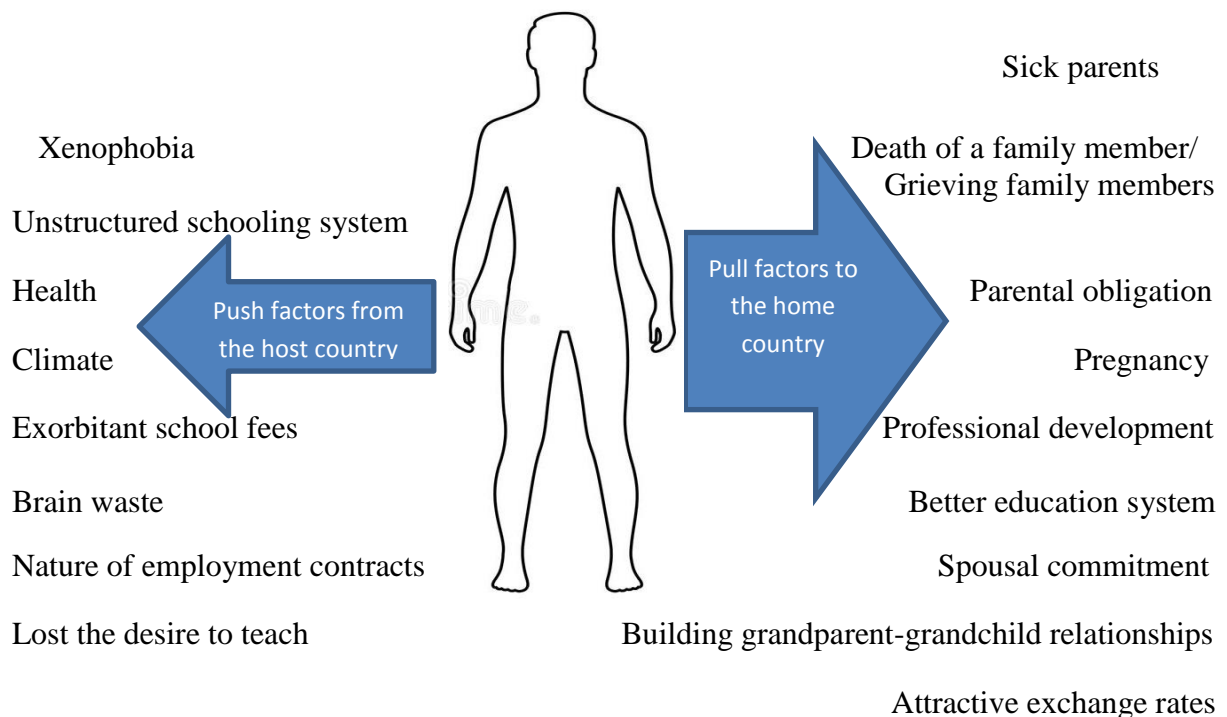 Xenophobia
Unstructured schooling system
Health
Climate
Exorbitant school fees
Brain waste
Nature of employment contracts
Lost the desire to teach
Push factors from
the host country
Pull factors to
the home
country
Sick parents
Death of a family member/
Grieving family members
Parental obligation
Pregnancy
Professional development
Better education system
Spousal commitment
Building grandparent-grandchild relationships
Attractive exchange rates